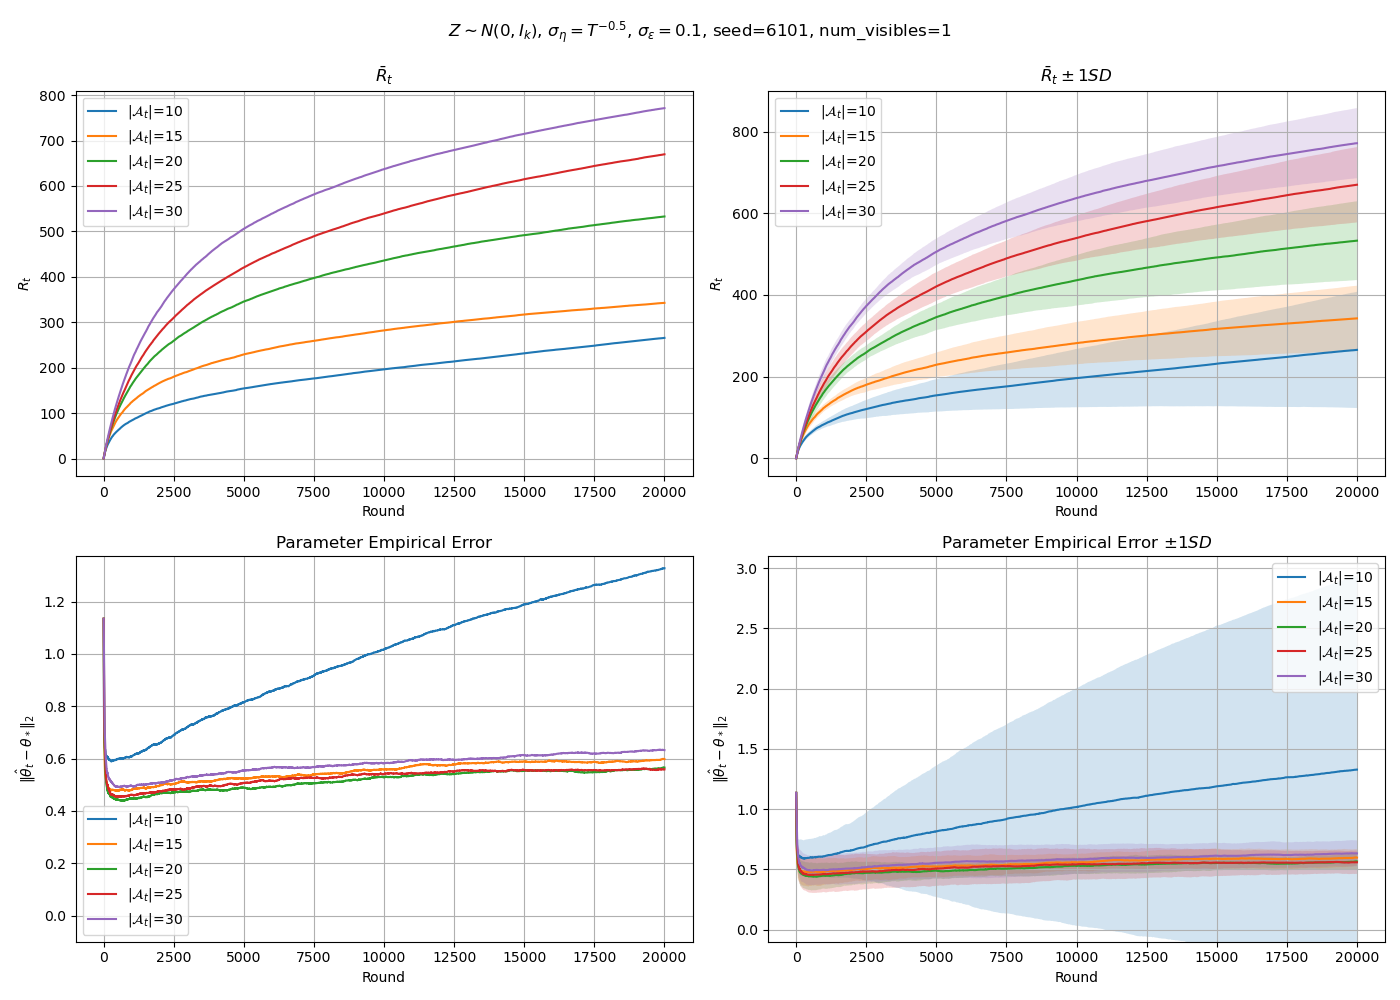 Z ∼ N(0, I_k), σ_η = T^{−0.5}, σ_ε = 0.1, seed=6101, num_visibles=1
R̄_t
R_t
800
700
600
500
400
300
200
100
0
|𝒜_t|=10
|𝒜_t|=15
|𝒜_t|=20
|𝒜_t|=25
|𝒜_t|=30
0 2500 5000 7500 10000 12500 15000 17500 20000
Round
R̄_t ± 1SD
R_t
800
600
400
200
0
|𝒜_t|=10
|𝒜_t|=15
|𝒜_t|=20
|𝒜_t|=25
|𝒜_t|=30
0 2500 5000 7500 10000 12500 15000 17500 20000
Round
Parameter Empirical Error
‖θ̂_t − θ_*‖_2
1.2
1.0
0.8
0.6
0.4
0.2
0.0
|𝒜_t|=10
|𝒜_t|=15
|𝒜_t|=20
|𝒜_t|=25
|𝒜_t|=30
0 2500 5000 7500 10000 12500 15000 17500 20000
Round
Parameter Empirical Error ±1SD
‖θ̂_t − θ_*‖_2
3.0
2.5
2.0
1.5
1.0
0.5
0.0
|𝒜_t|=10
|𝒜_t|=15
|𝒜_t|=20
|𝒜_t|=25
|𝒜_t|=30
0 2500 5000 7500 10000 12500 15000 17500 20000
Round